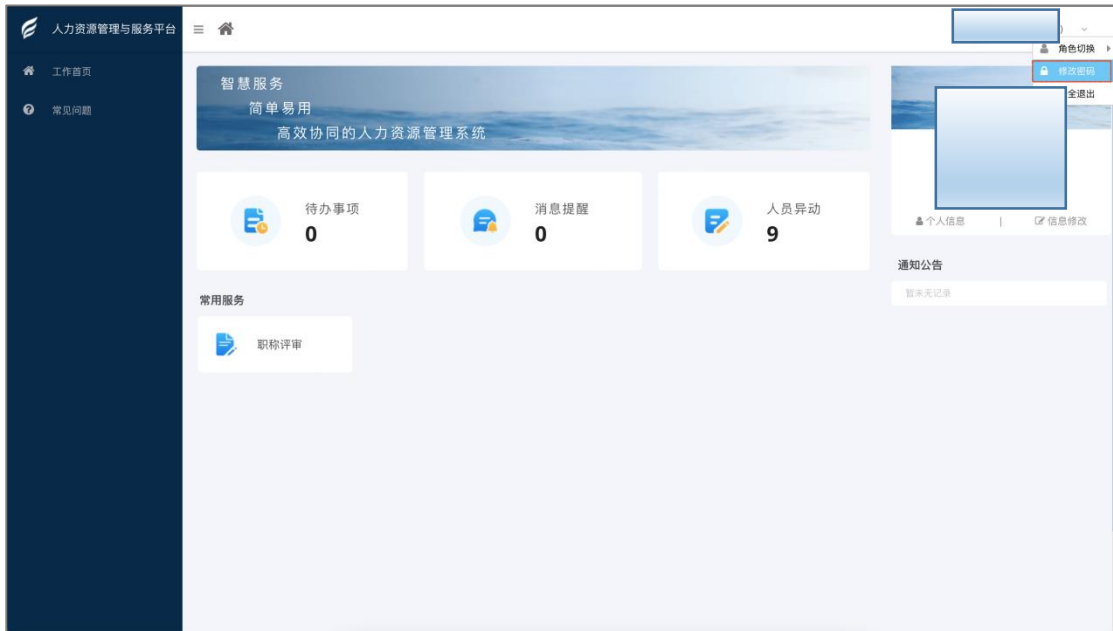 人力资源管理与服务平台
)
角色切换
修改密码
全退出
工作首页
常见问题
智慧服务
简单易用
高效协同的人力资源管理系统
待办事项
0
消息提醒
0
人员异动
9
个人信息 | 信息修改
通知公告
暂未无记录
常用服务
职称评审